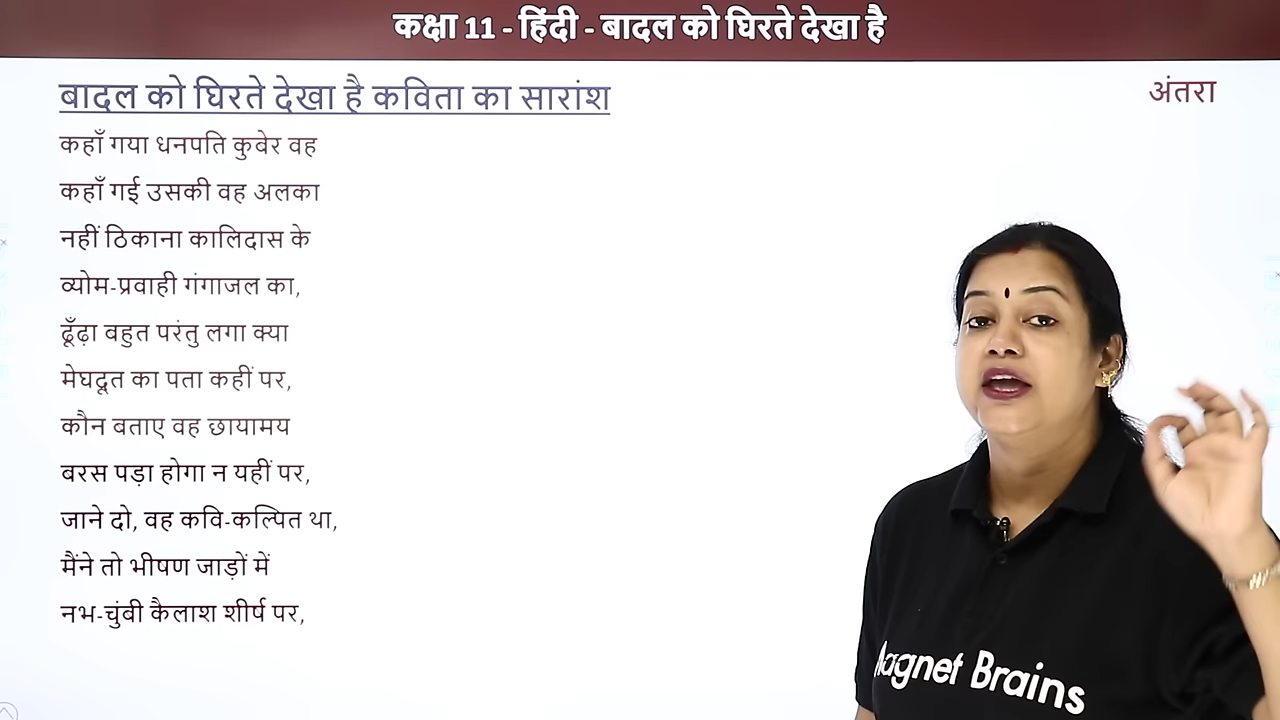 कक्षा 11 - हिंदी - बादल को घिरते देखा है
बादल को घिरते देखा है कविता का सारांश
अंतरा
कहाँ गया धनपति कुबेर वह
कहाँ गई उसकी वह अलका
नहीं ठिकाना कालिदास के
व्योम-प्रवाही गंगाजल का,
ढूँढ़ा बहुत परंतु लगा क्या
मेघदूत का पता कहीं पर,
कौन बताए वह छायामय
बरस पड़ा होगा न यहीं पर,
जाने दो, वह कवि-कल्पित था,
मैंने तो भीषण जाड़ों में
नभ-चुंबी कैलाश शीर्ष पर,
Magnet Brains